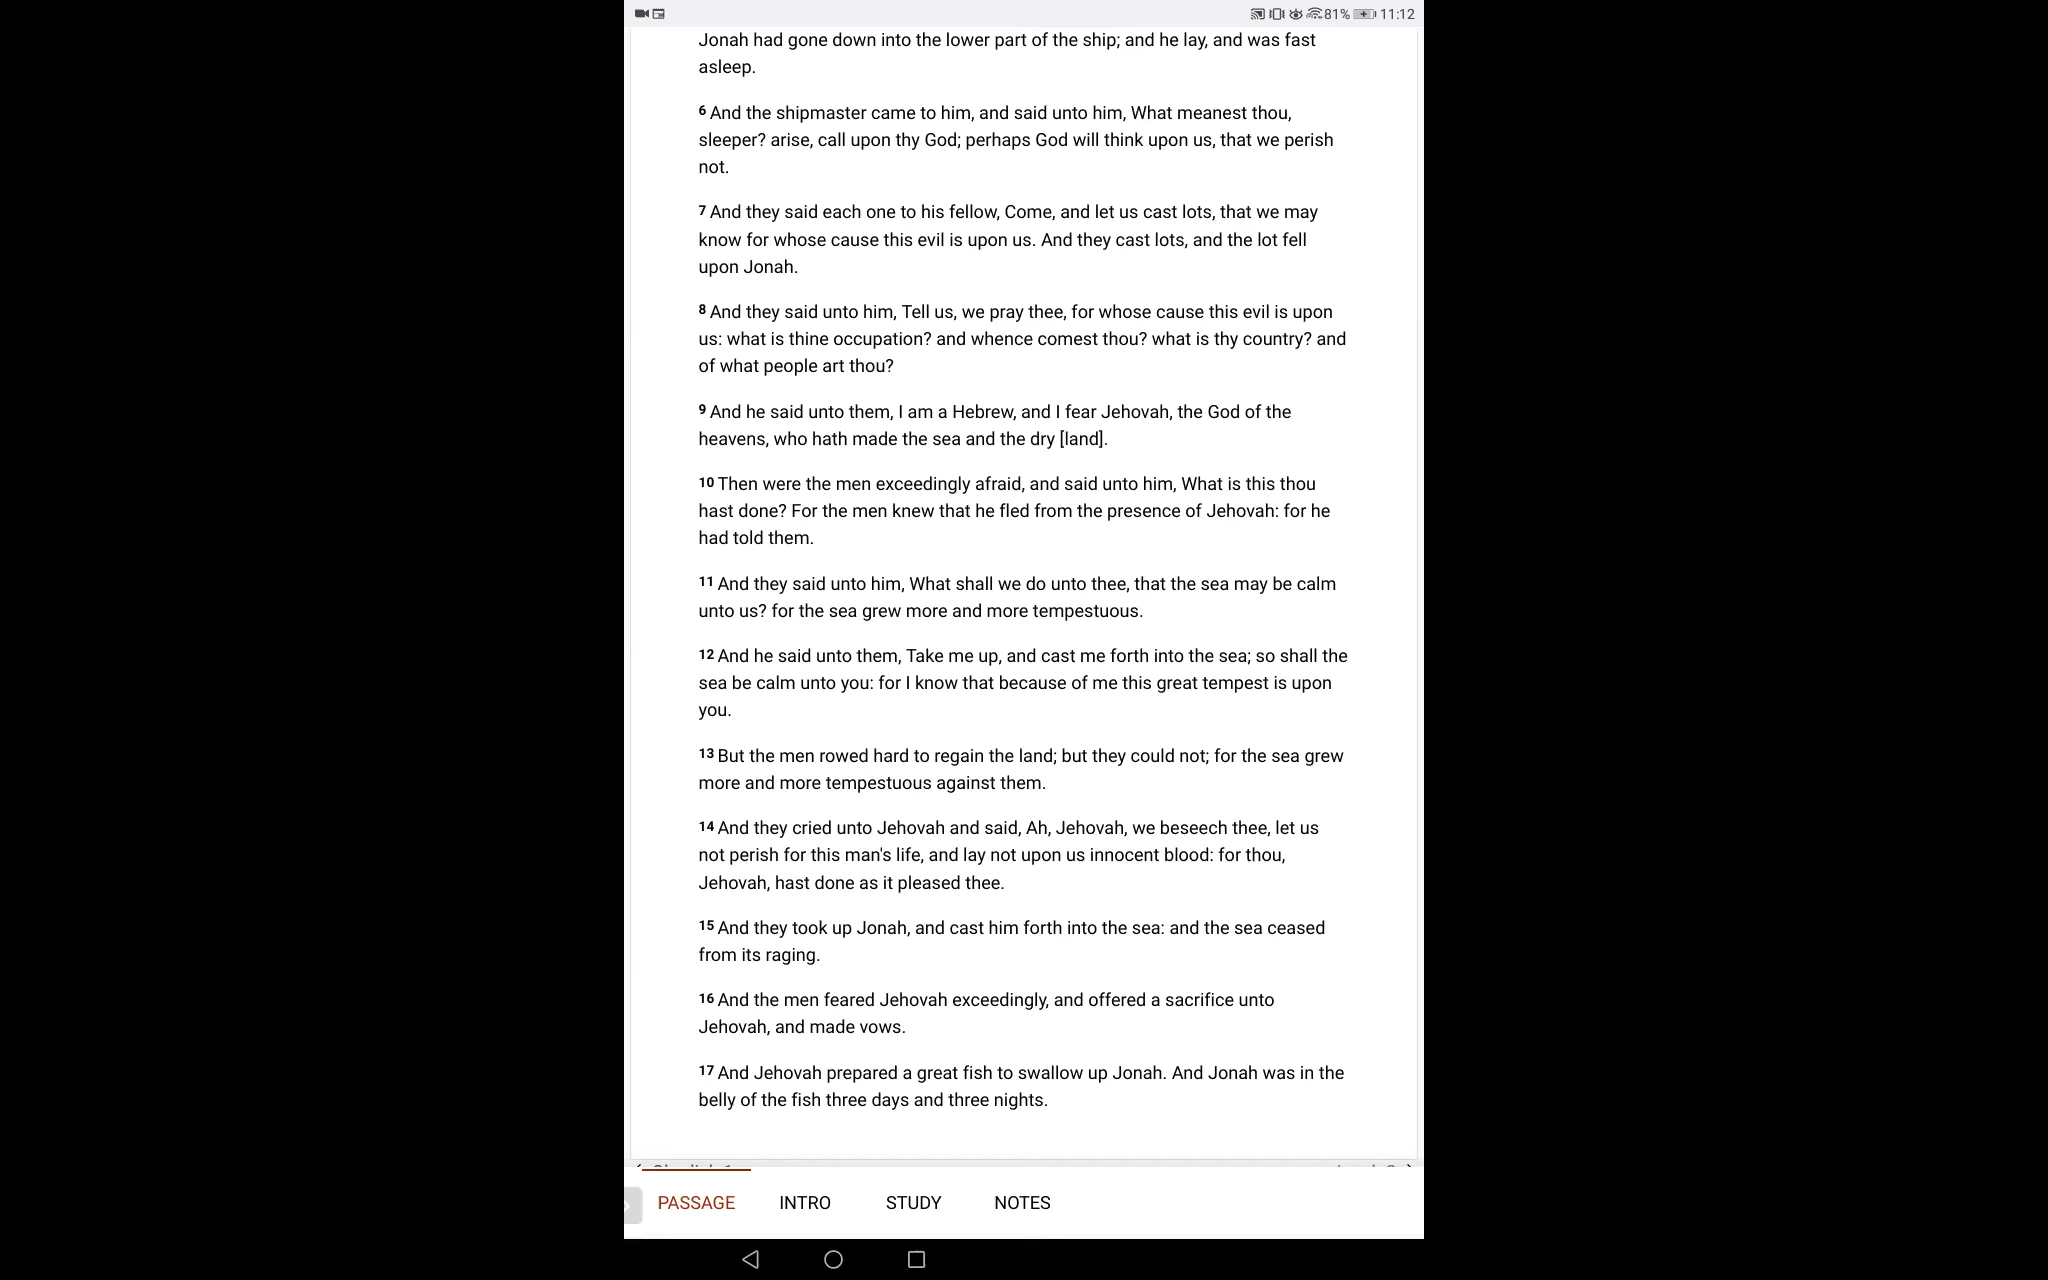 81% 11:12
Jonah had gone down into the lower part of the ship; and he lay, and was fast
asleep.
6 And the shipmaster came to him, and said unto him, What meanest thou,
sleeper? arise, call upon thy God; perhaps God will think upon us, that we perish
not.
7 And they said each one to his fellow, Come, and let us cast lots, that we may
know for whose cause this evil is upon us. And they cast lots, and the lot fell
upon Jonah.
8 And they said unto him, Tell us, we pray thee, for whose cause this evil is upon
us: what is thine occupation? and whence comest thou? what is thy country? and
of what people art thou?
9 And he said unto them, I am a Hebrew, and I fear Jehovah, the God of the
heavens, who hath made the sea and the dry [land].
10 Then were the men exceedingly afraid, and said unto him, What is this thou
hast done? For the men knew that he fled from the presence of Jehovah: for he
had told them.
11 And they said unto him, What shall we do unto thee, that the sea may be calm
unto us? for the sea grew more and more tempestuous.
12 And he said unto them, Take me up, and cast me forth into the sea; so shall the
sea be calm unto you: for I know that because of me this great tempest is upon
you.
13 But the men rowed hard to regain the land; but they could not; for the sea grew
more and more tempestuous against them.
14 And they cried unto Jehovah and said, Ah, Jehovah, we beseech thee, let us
not perish for this man's life, and lay not upon us innocent blood: for thou,
Jehovah, hast done as it pleased thee.
15 And they took up Jonah, and cast him forth into the sea: and the sea ceased
from its raging.
16 And the men feared Jehovah exceedingly, and offered a sacrifice unto
Jehovah, and made vows.
17 And Jehovah prepared a great fish to swallow up Jonah. And Jonah was in the
belly of the fish three days and three nights.
PASSAGE INTRO STUDY NOTES